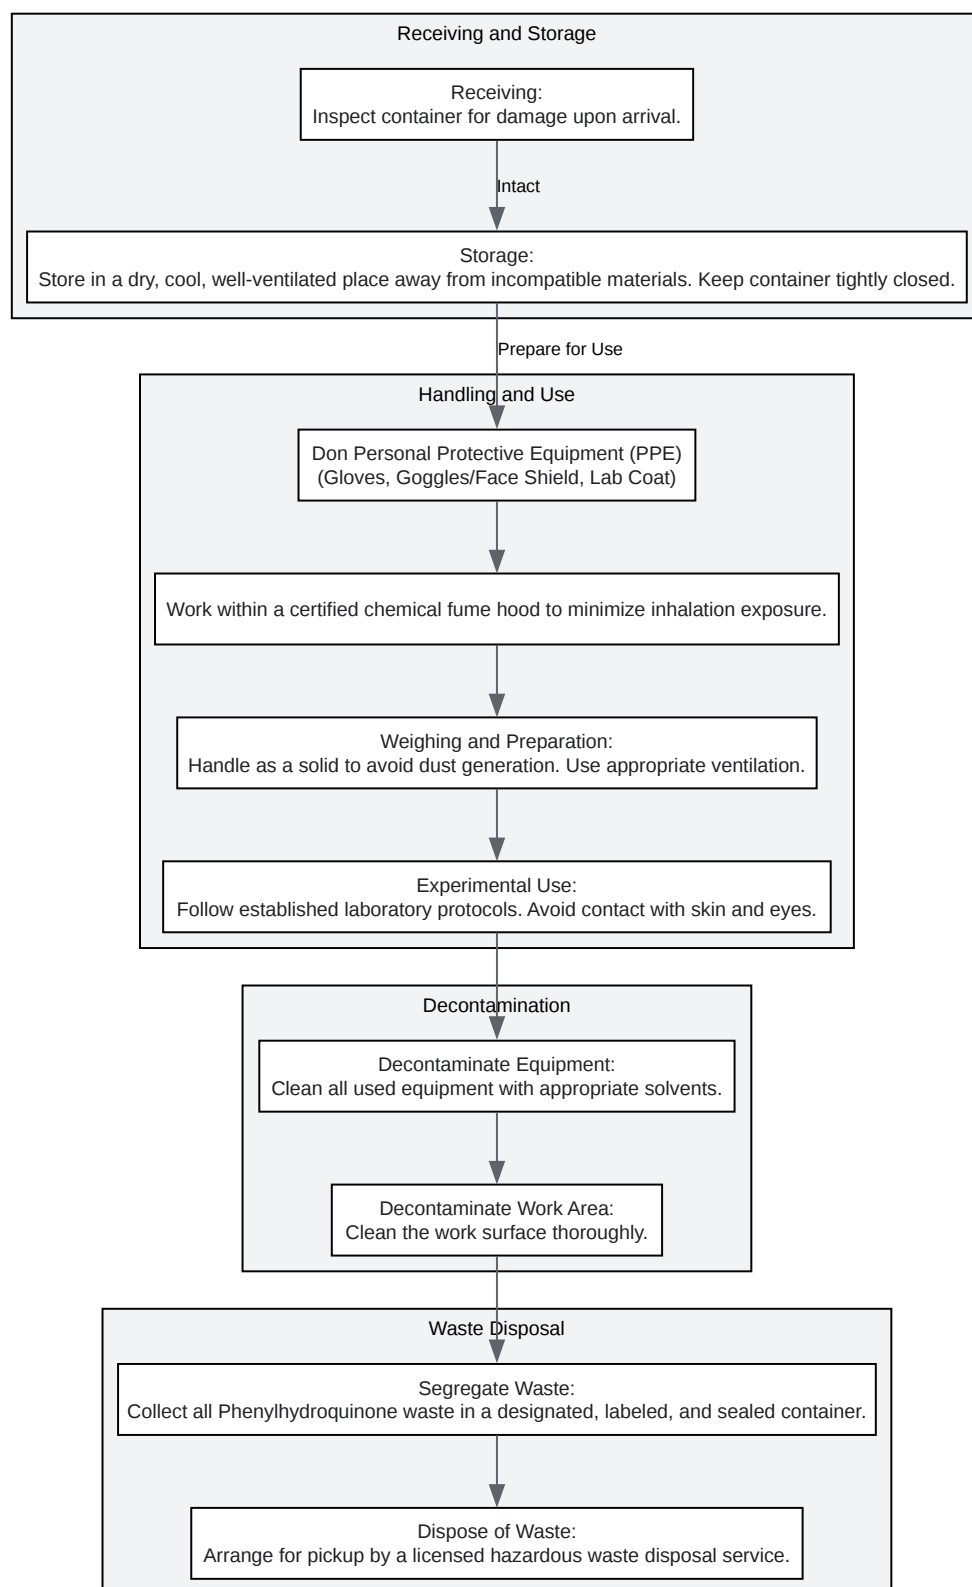 Receiving and Storage
Receiving:
Inspect container for damage upon arrival.
Intact
Storage:
Store in a dry, cool, well-ventilated place away from incompatible materials. Keep container tightly closed.
Prepare for Use
Handling and Use
Don Personal Protective Equipment (PPE)
(Gloves, Goggles/Face Shield, Lab Coat)
Work within a certified chemical fume hood to minimize inhalation exposure.
Weighing and Preparation:
Handle as a solid to avoid dust generation. Use appropriate ventilation.
Experimental Use:
Follow established laboratory protocols. Avoid contact with skin and eyes.
Decontamination
Decontaminate Equipment:
Clean all used equipment with appropriate solvents.
Decontaminate Work Area:
Clean the work surface thoroughly.
Waste Disposal
Segregate Waste:
Collect all Phenylhydroquinone waste in a designated, labeled, and sealed container.
Dispose of Waste:
Arrange for pickup by a licensed hazardous waste disposal service.